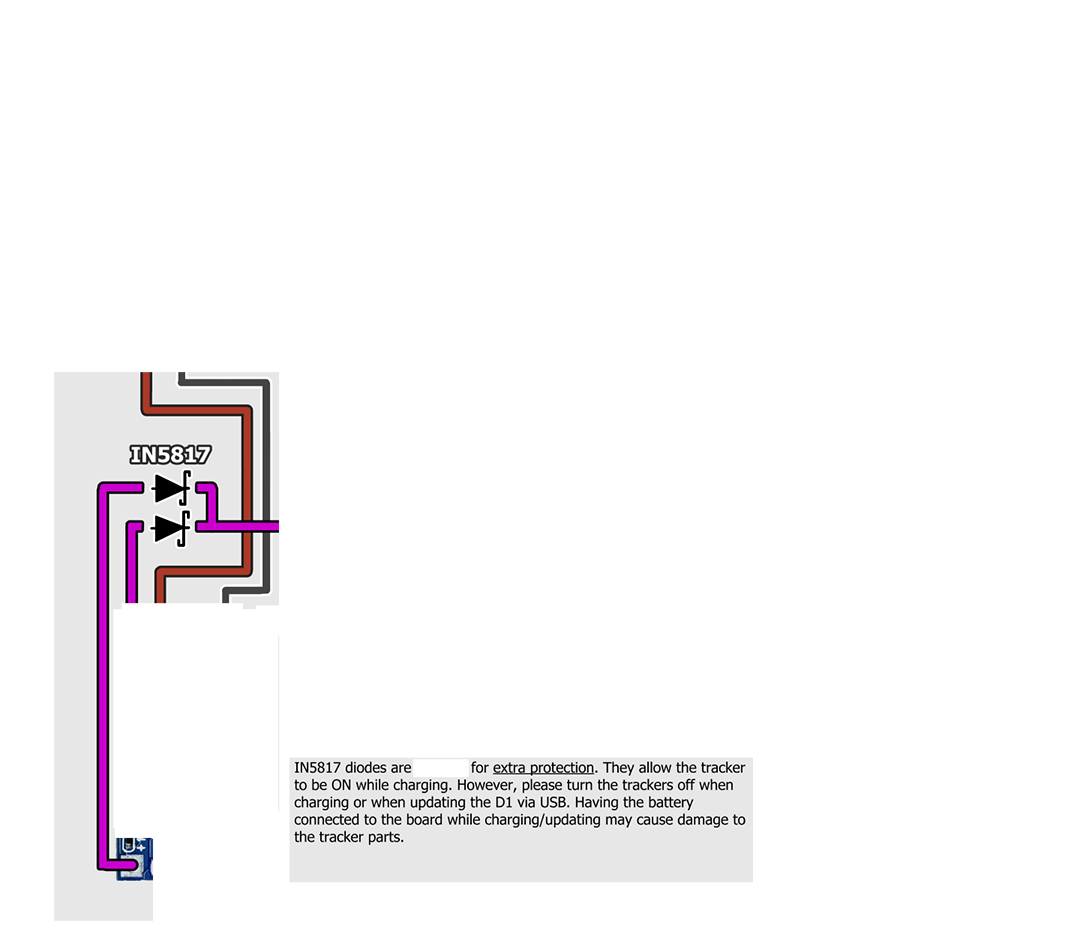 IN5817
IN5817 diodes are for extra protection. They allow the tracker
to be ON while charging. However, please turn the trackers off when
charging or when updating the D1 via USB. Having the battery
connected to the board while charging/updating may cause damage to
the tracker parts.